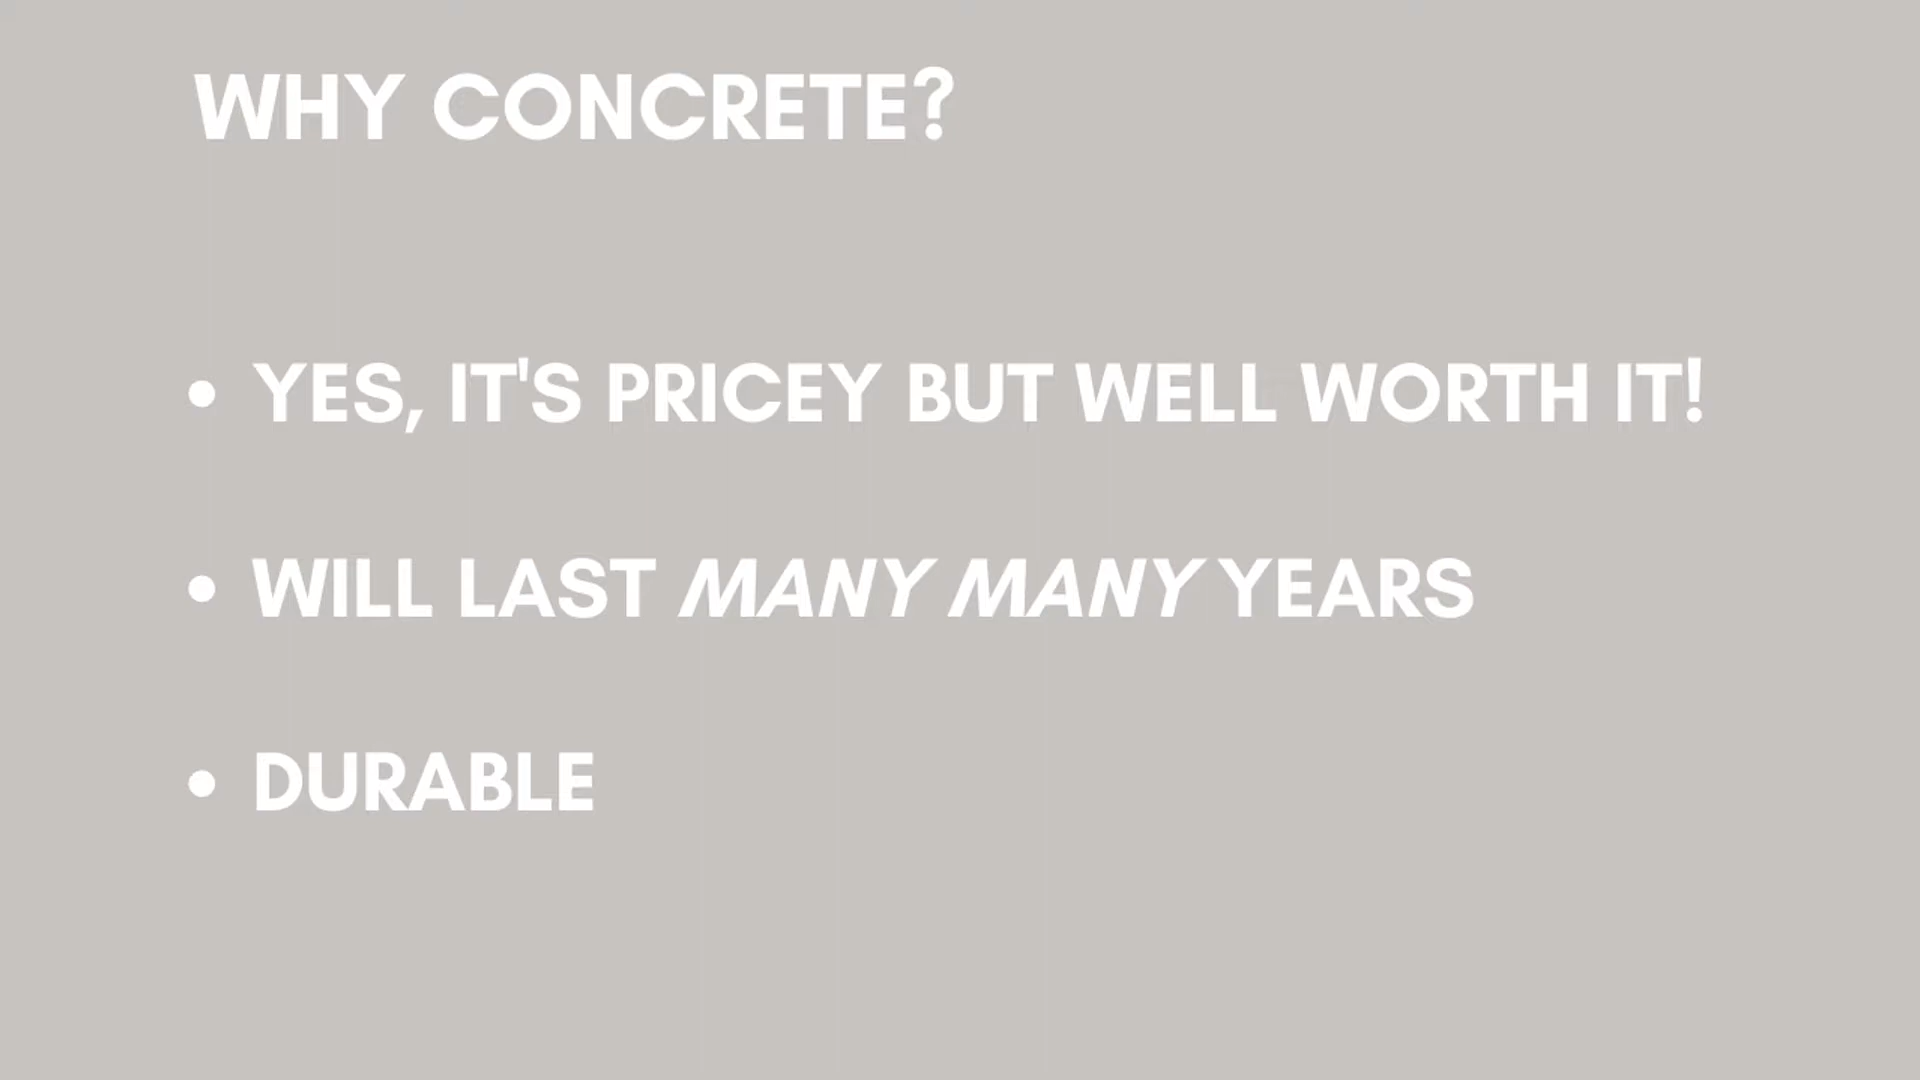 WHY CONCRETE?
• YES, IT'S PRICEY BUT WELL WORTH IT!
• WILL LAST MANY MANY YEARS
• DURABLE